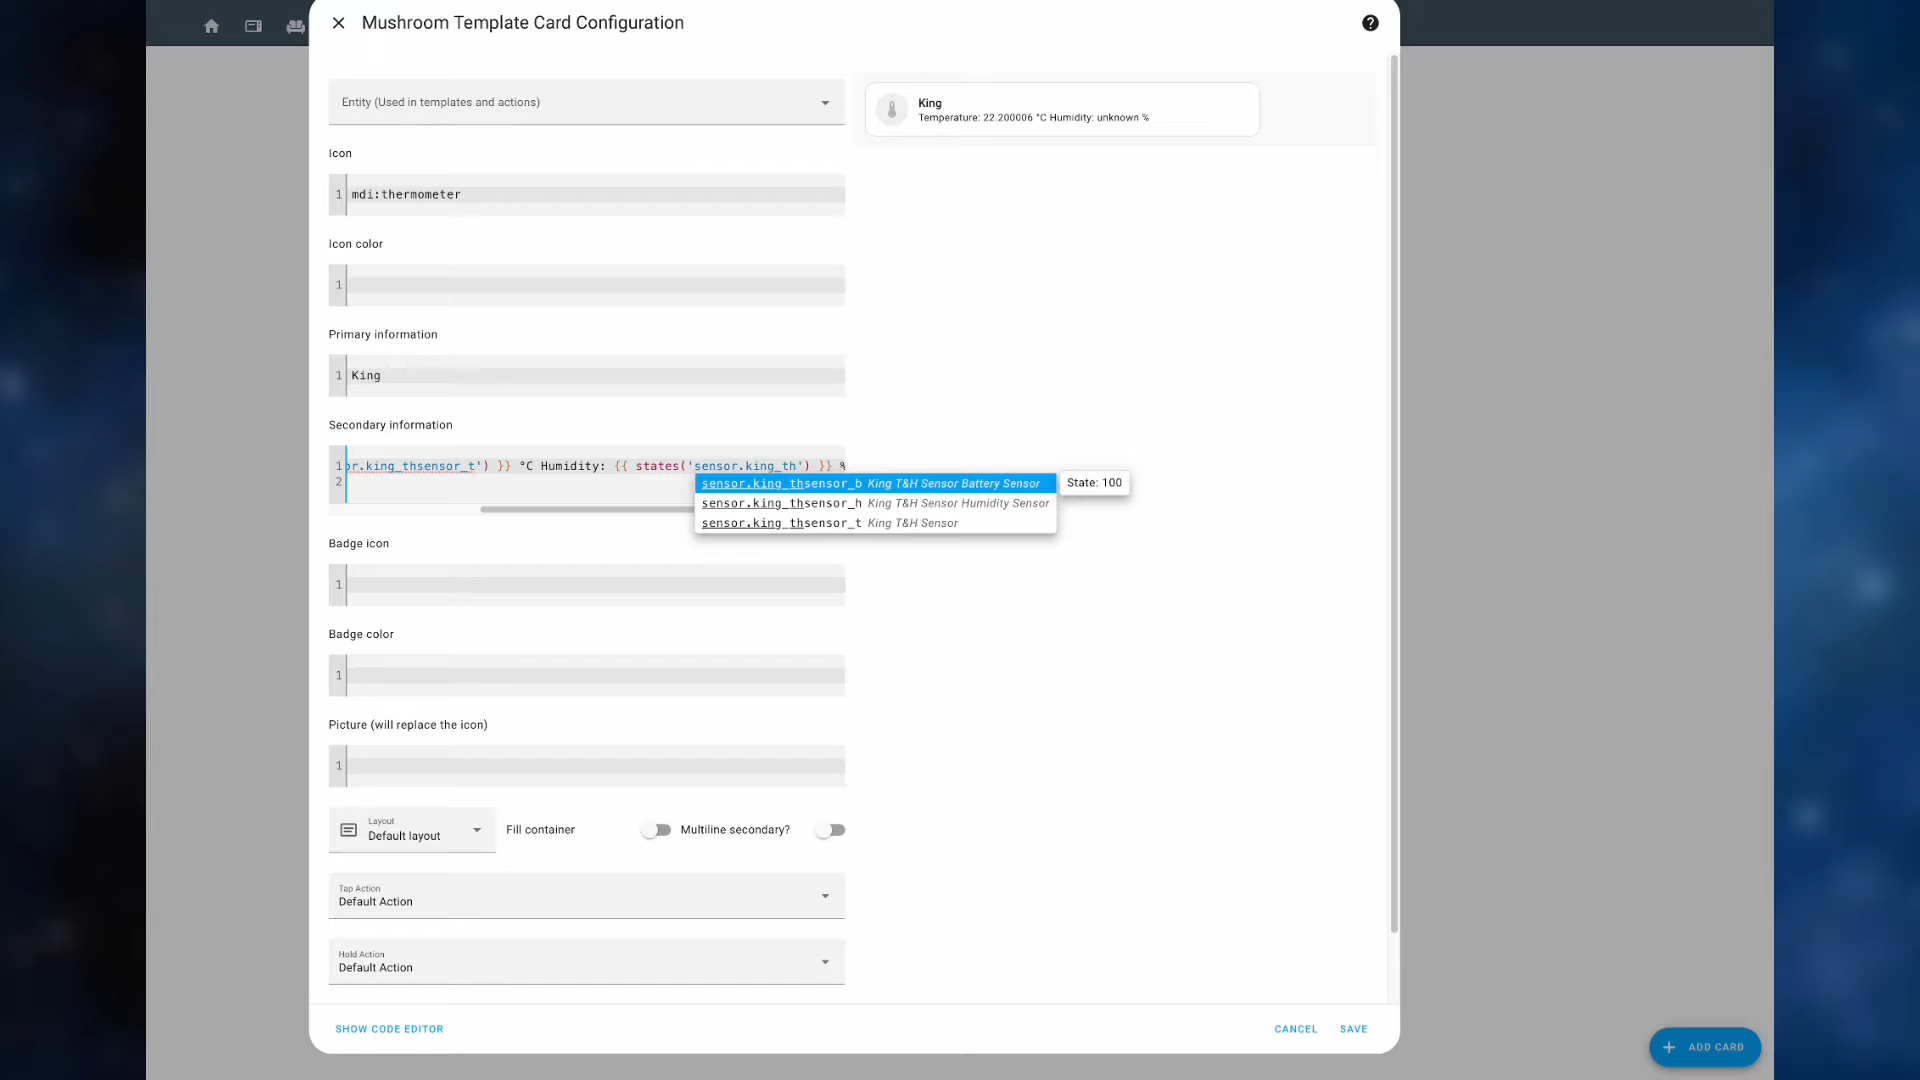 Mushroom Template Card Configuration
Entity (Used in templates and actions)
King
Temperature: 22.200006 °C Humidity: unknown %
Icon
1 mdi:thermometer
Icon color
1
Primary information
1 King
Secondary information
1 or.king_thsensor_t') }} °C Humidity: {{ states('sensor.king_th') }} %
2
sensor.king_thsensor_b King T&H Sensor Battery Sensor
State: 100
sensor.king_thsensor_h King T&H Sensor Humidity Sensor
sensor.king_thsensor_t King T&H Sensor
Badge icon
1
Badge color
1
Picture (will replace the icon)
1
Layout
Default layout
Fill container
Multiline secondary?
Tap Action
Default Action
Hold Action
Default Action
SHOW CODE EDITOR
CANCEL
SAVE
ADD CARD